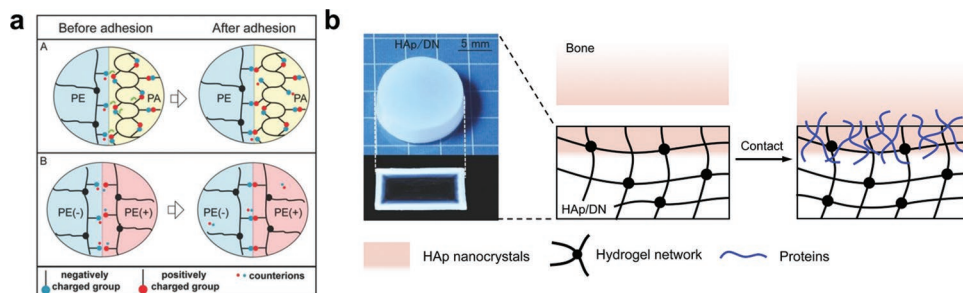 a
Before adhesion
After adhesion
A
PE
PA
PE
PA
B
PE(-)
PE(+)
PE(-)
PE(+)
negatively
charged group
positively
charged group
counterions
b
HAp/DN
5 mm
Bone
HAp/DN
Contact
HAp nanocrystals
Hydrogel network
Proteins